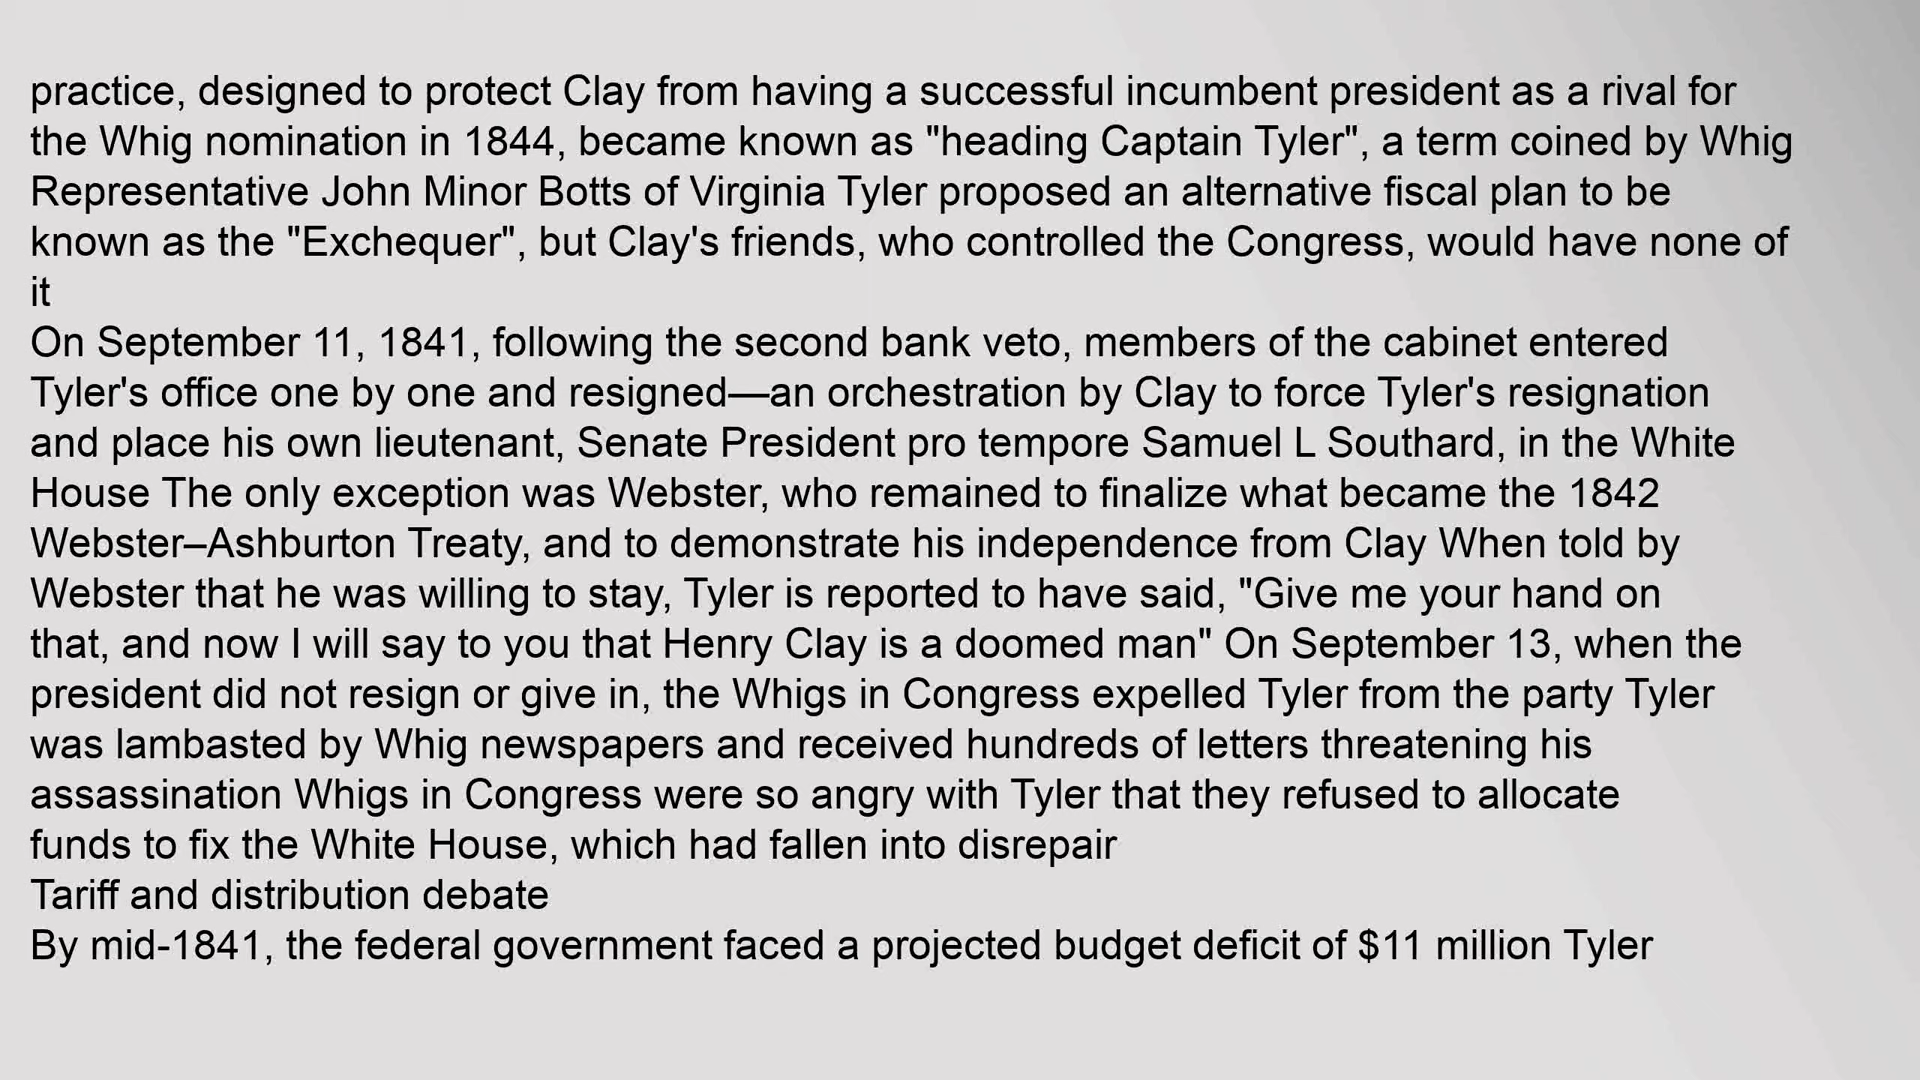 practice, designed to protect Clay from having a successful incumbent president as a rival for
the Whig nomination in 1844, became known as "heading Captain Tyler", a term coined by Whig
Representative John Minor Botts of Virginia Tyler proposed an alternative fiscal plan to be
known as the "Exchequer", but Clay's friends, who controlled the Congress, would have none of
it
On September 11, 1841, following the second bank veto, members of the cabinet entered
Tyler's office one by one and resigned—an orchestration by Clay to force Tyler's resignation
and place his own lieutenant, Senate President pro tempore Samuel L Southard, in the White
House The only exception was Webster, who remained to finalize what became the 1842
Webster–Ashburton Treaty, and to demonstrate his independence from Clay When told by
Webster that he was willing to stay, Tyler is reported to have said, "Give me your hand on
that, and now I will say to you that Henry Clay is a doomed man" On September 13, when the
president did not resign or give in, the Whigs in Congress expelled Tyler from the party Tyler
was lambasted by Whig newspapers and received hundreds of letters threatening his
assassination Whigs in Congress were so angry with Tyler that they refused to allocate
funds to fix the White House, which had fallen into disrepair
Tariff and distribution debate
By mid-1841, the federal government faced a projected budget deficit of $11 million Tyler